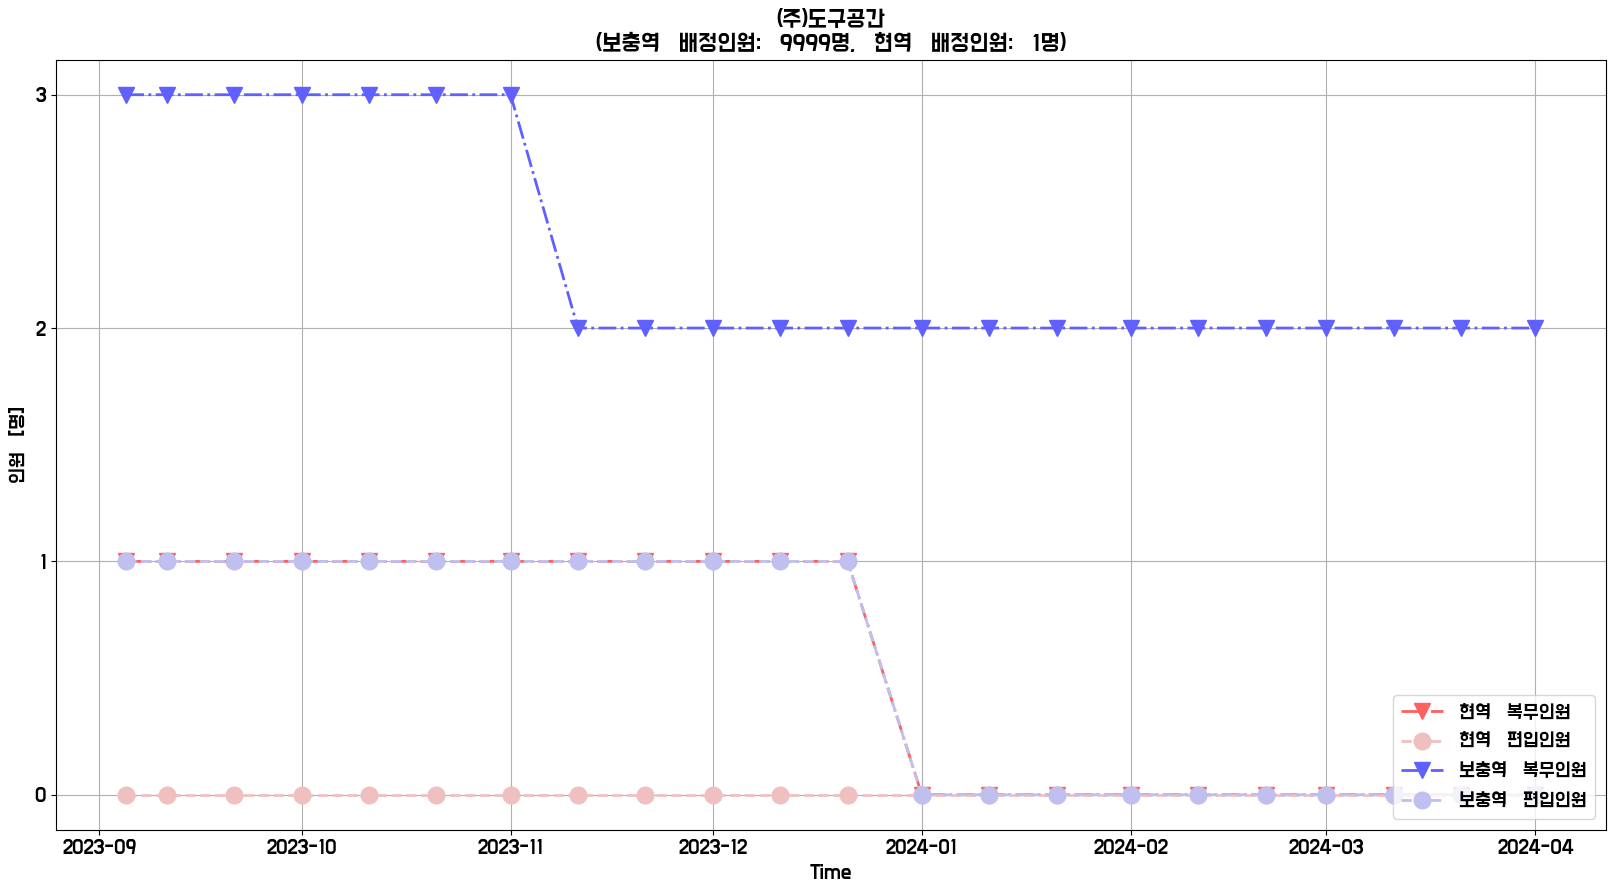 (주)도구공간
(보충역 배정인원: 9999명, 현역 배정인원: 1명)
3
2
1
0
인원 [명]
2023-09 2023-10 2023-11 2023-12 2024-01 2024-02 2024-03 2024-04
Time
현역 복무인원
현역 편입인원
보충역 복무인원
보충역 편입인원